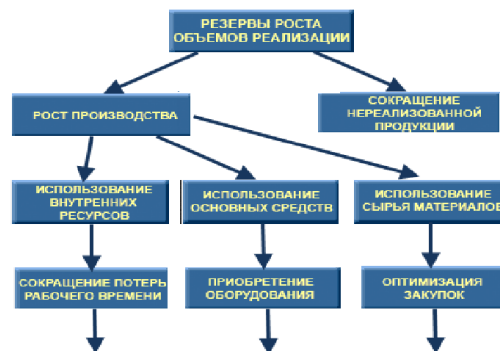 РЕЗЕРВЫ РОСТА
ОБЪЕМОВ РЕАЛИЗАЦИИ
РОСТ ПРОИЗВОДСТВА
СОКРАЩЕНИЕ
НЕРЕАЛИЗОВАННОЙ
ПРОДУКЦИИ
ИСПОЛЬЗОВАНИЕ
ВНУТРЕННИХ
РЕСУРСОВ
ИСПОЛЬЗОВАНИЕ
ОСНОВНЫХ СРЕДСТВ
ИСПОЛЬЗОВАНИЕ
СЫРЬЯ МАТЕРИАЛОВ
СОКРАЩЕНИЕ ПОТЕРЬ
РАБОЧЕГО ВРЕМЕНИ
ПРИОБРЕТЕНИЕ
ОБОРУДОВАНИЯ
ОПТИМИЗАЦИЯ
ЗАКУПОК